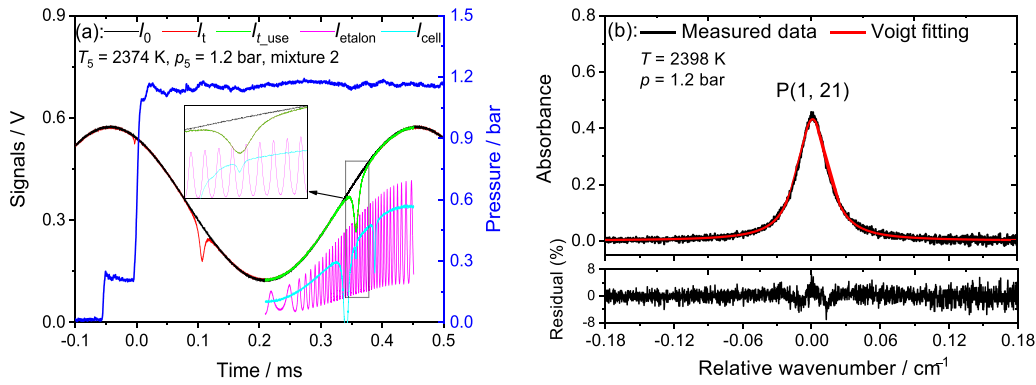 (a): I0 It It_use Ietalon Icell
T5 = 2374 K, p5 = 1.2 bar, mixture 2
Signals / V
0.9
0.6
0.3
0.0
Pressure / bar
1.5
1.2
0.9
0.6
0.3
0.0
-0.1 0.0 0.1 0.2 0.3 0.4 0.5
Time / ms
(b): Measured data Voigt fitting
T = 2398 K
p = 1.2 bar
P(1, 21)
Absorbance
0.8
0.6
0.4
0.2
0.0
Residual (%)
8
0
-8
-0.18 -0.12 -0.06 0.00 0.06 0.12 0.18
Relative wavenumber / cm-1